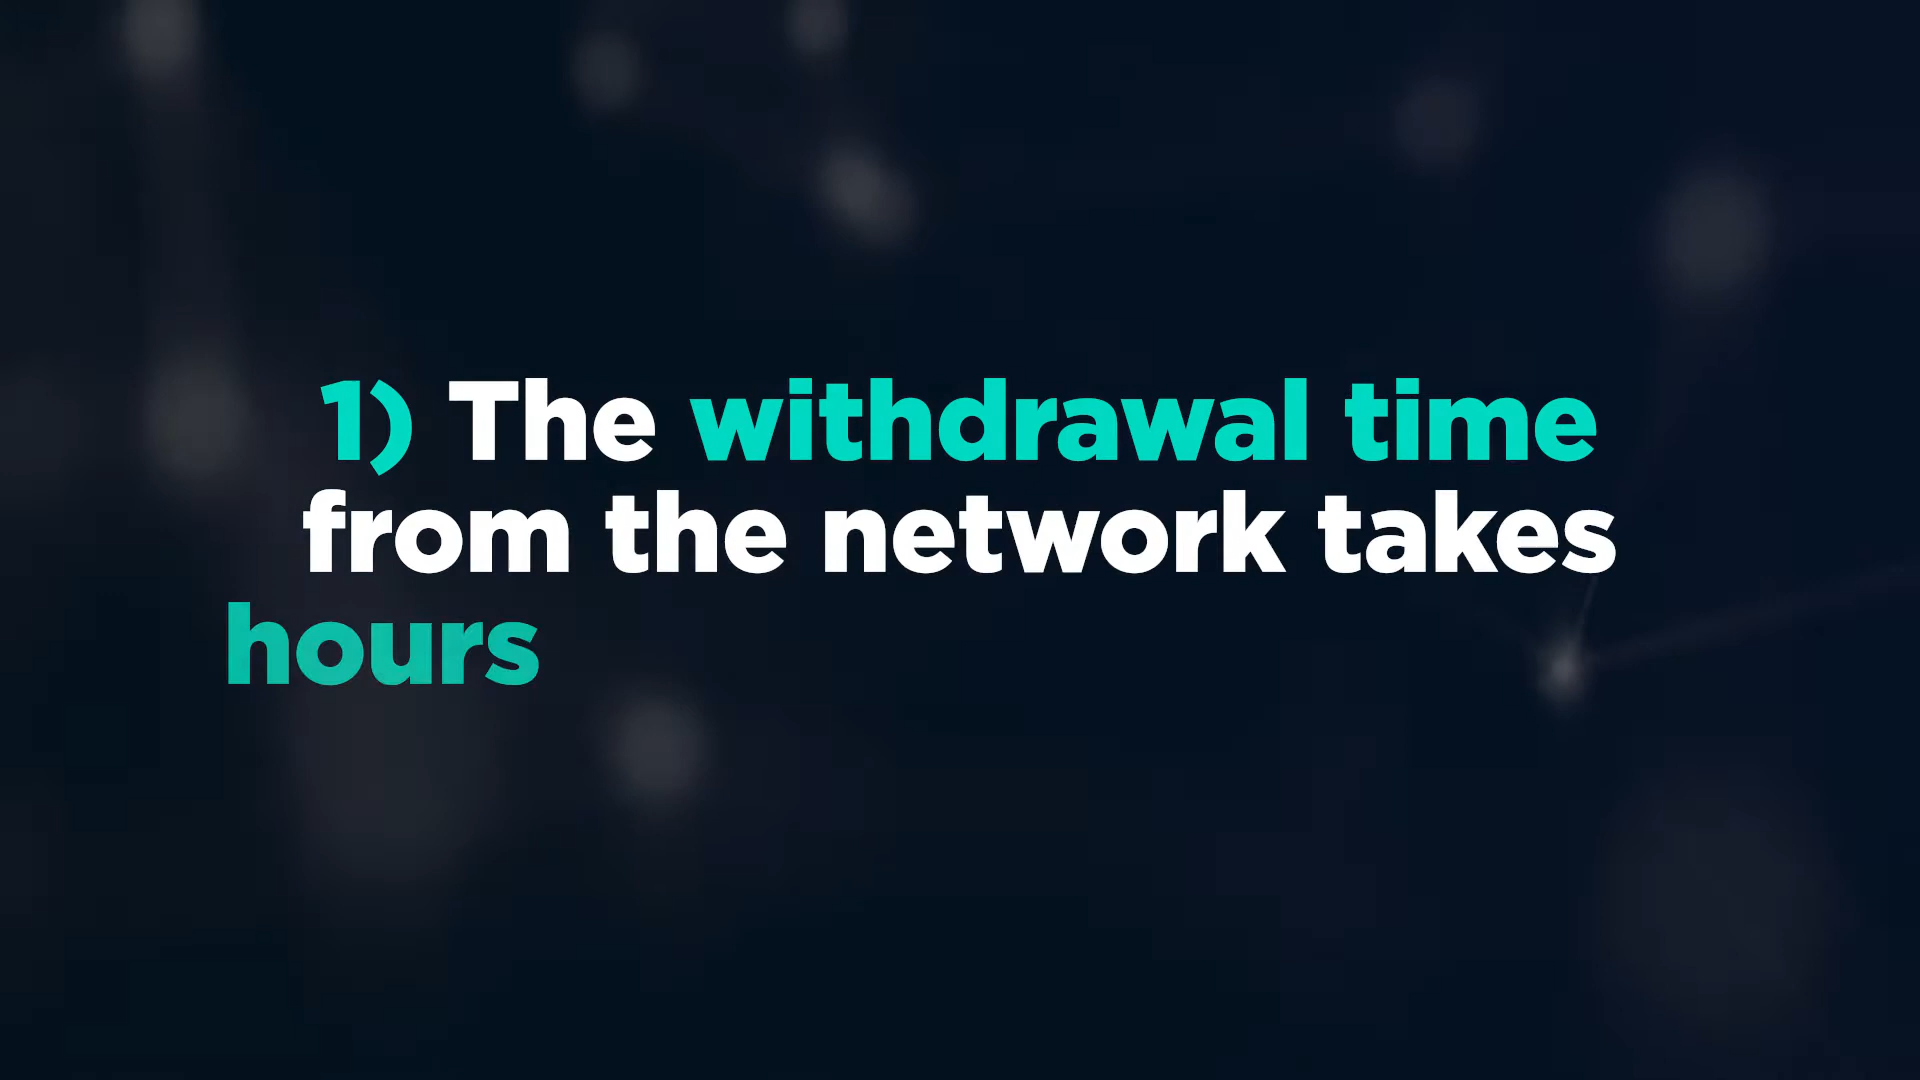 1) The withdrawal time
from the network takes
hours